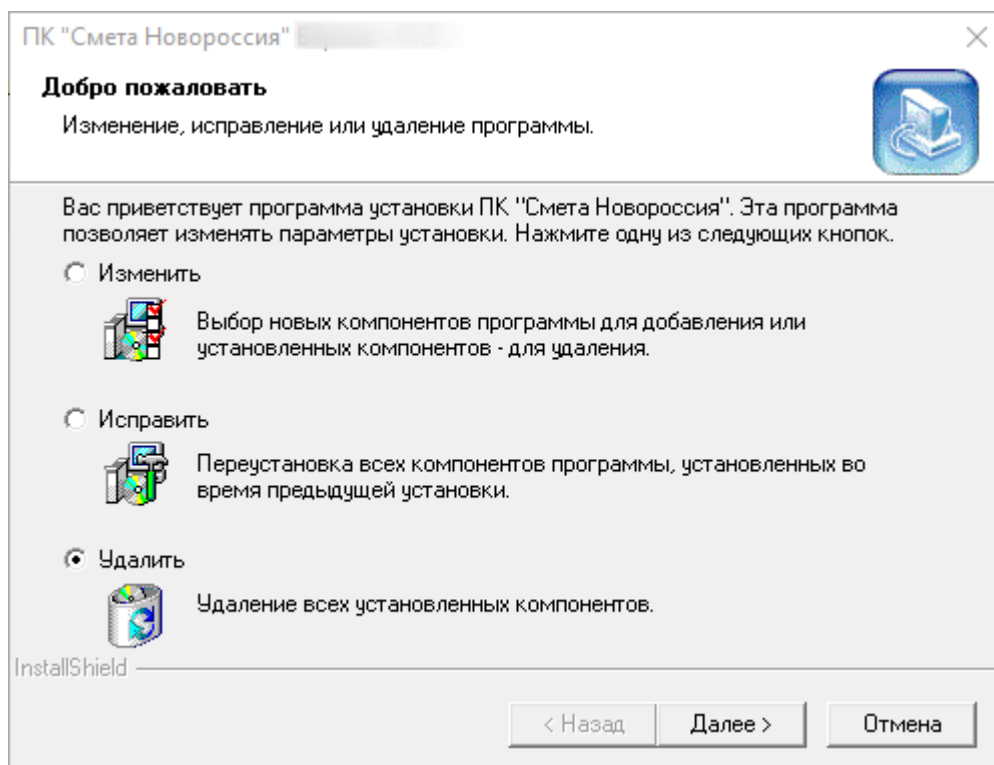 ПК "Смета Новороссия"
Добро пожаловать
Изменение, исправление или удаление программы.
Вас приветствует программа установки ПК "Смета Новороссия". Эта программа
позволяет изменять параметры установки. Нажмите одну из следующих кнопок.
Изменить
Выбор новых компонентов программы для добавления или
установленных компонентов - для удаления.
Исправить
Переустановка всех компонентов программы, установленных во
время предыдущей установки.
Удалить
Удаление всех установленных компонентов.
InstallShield
< Назад Далее > Отмена